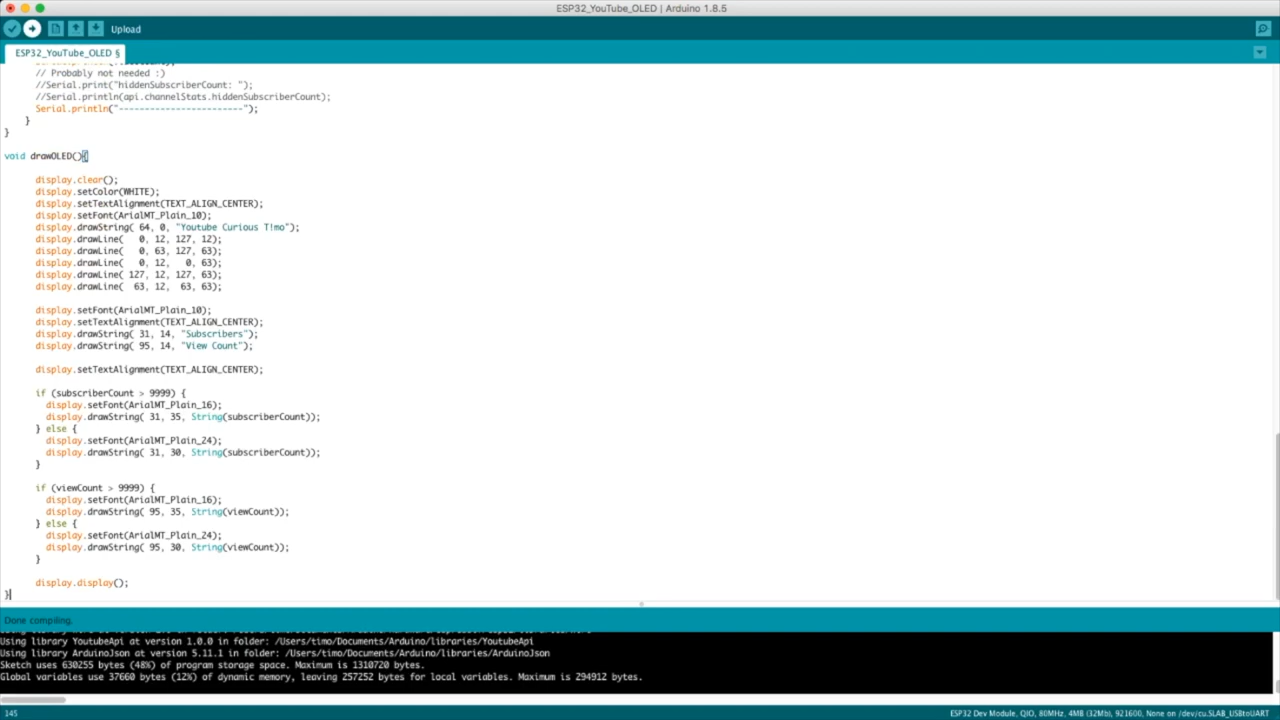 ESP32_YouTube_OLED | Arduino 1.8.5
Upload
ESP32_YouTube_OLED §
// Probably not needed :)
//Serial.print("hiddenSubscriberCount: ");
//Serial.println(api.channelStats.hiddenSubscriberCount);
Serial.println("------------------------");
}
}
void drawOLED(){
display.clear();
display.setColor(WHITE);
display.setTextAlignment(TEXT_ALIGN_CENTER);
display.setFont(ArialMT_Plain_10);
display.drawString( 64, 0, "Youtube Curious T!mo");
display.drawLine(   0, 12, 127, 12);
display.drawLine(   0, 63, 127, 63);
display.drawLine(   0, 12,   0, 63);
display.drawLine( 127, 12, 127, 63);
display.drawLine(  63, 12,  63, 63);
display.setFont(ArialMT_Plain_10);
display.setTextAlignment(TEXT_ALIGN_CENTER);
display.drawString( 31, 14, "Subscribers");
display.drawString( 95, 14, "View Count");
display.setTextAlignment(TEXT_ALIGN_CENTER);
if (subscriberCount > 9999) {
display.setFont(ArialMT_Plain_16);
display.drawString( 31, 35, String(subscriberCount));
} else {
display.setFont(ArialMT_Plain_24);
display.drawString( 31, 30, String(subscriberCount));
}
if (viewCount > 9999) {
display.setFont(ArialMT_Plain_16);
display.drawString( 95, 35, String(viewCount));
} else {
display.setFont(ArialMT_Plain_24);
display.drawString( 95, 30, String(viewCount));
}
display.display();
}
Done compiling.
Using library YoutubeApi at version 1.0.0 in folder: /Users/timo/Documents/Arduino/libraries/YoutubeApi
Using library ArduinoJson at version 5.11.1 in folder: /Users/timo/Documents/Arduino/libraries/ArduinoJson
Sketch uses 630255 bytes (48%) of program storage space. Maximum is 1310720 bytes.
Global variables use 37660 bytes (12%) of dynamic memory, leaving 257252 bytes for local variables. Maximum is 294912 bytes.
145
ESP32 Dev Module, QIO, 80MHz, 4MB (32Mb), 921600, None on /dev/cu.SLAB_USBtoUART